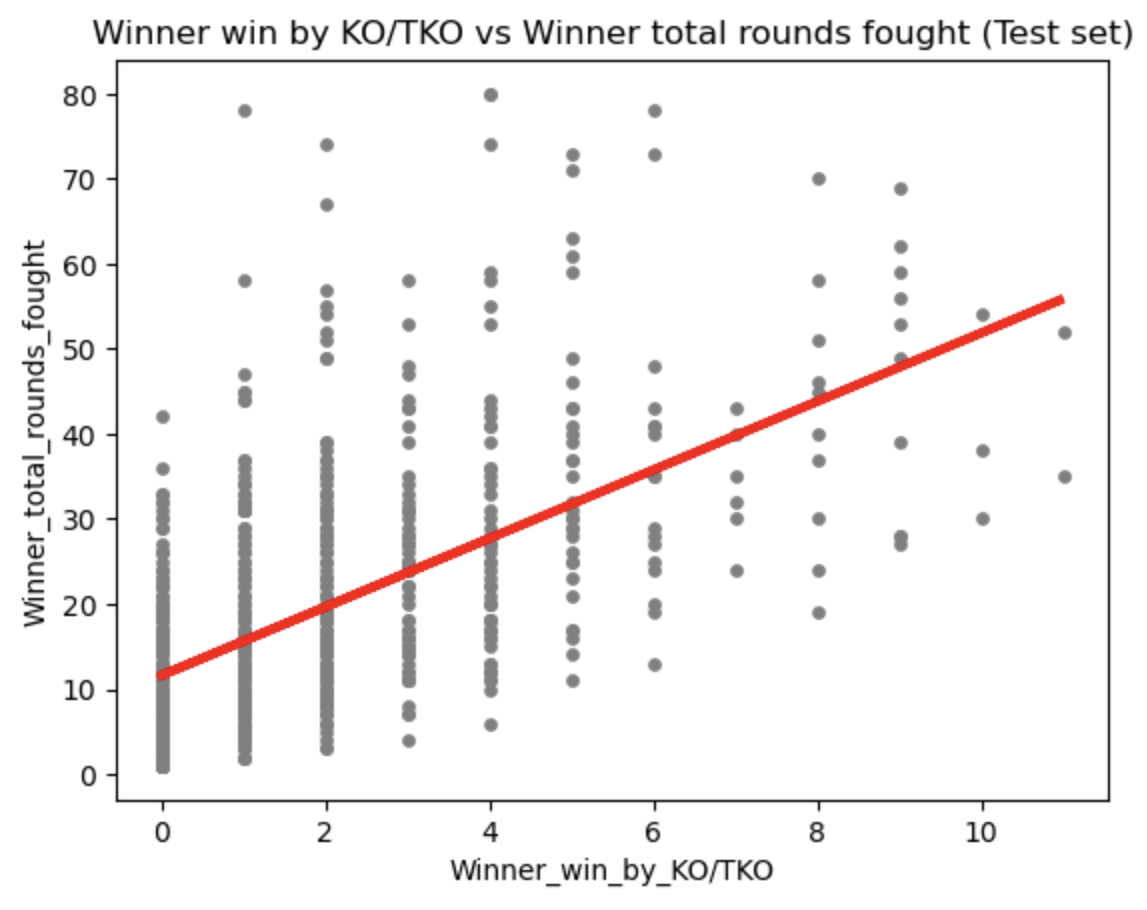 Winner win by KO/TKO vs Winner total rounds fought (Test set)
Winner_total_rounds_fought
80
70
60
50
40
30
20
10
0
0 2 4 6 8 10
Winner_win_by_KO/TKO